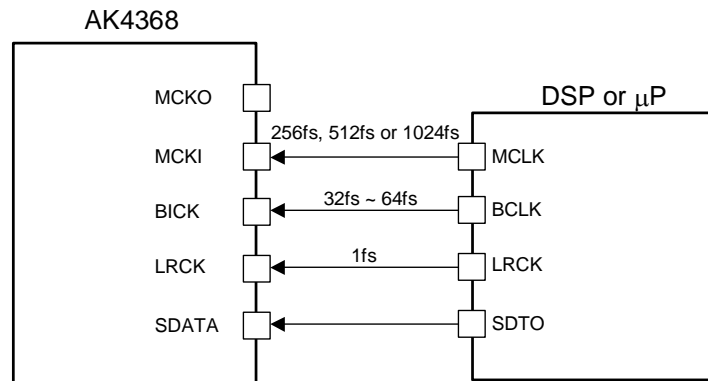 AK4368
DSP or μP
MCKO
256fs, 512fs or 1024fs
MCKI
MCLK
32fs ~ 64fs
BICK
BCLK
1fs
LRCK
LRCK
SDATA
SDTO